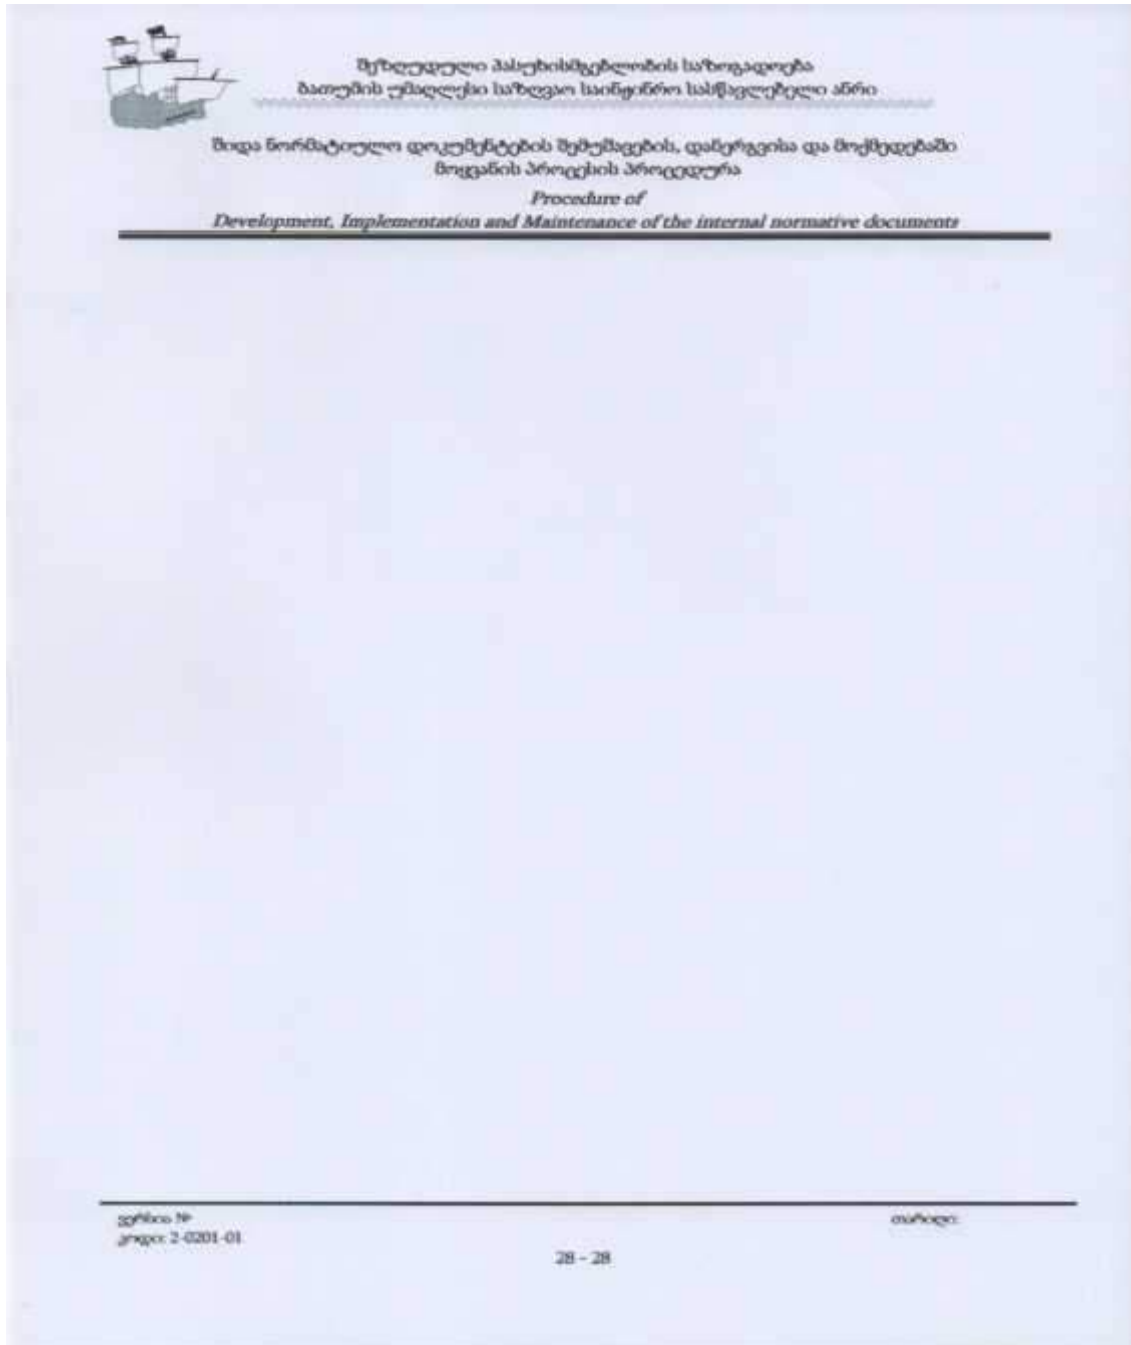 შეზღუდული პასუხისმგებლობის საზოგადოება
ბათუმის უმაღლესი საზღვაო საინჟინრო სასწავლებელი ანრი
შიდა ნორმატიული დოკუმენტების შემუშავების, დანერგვისა და მოქმედებაში
მოყვანის პროცესის პროცედურა
Procedure of
Development, Implementation and Maintenance of the internal normative documents
ვერსია №
თარიღი:
კოდი: 2-0201-01
28 – 28